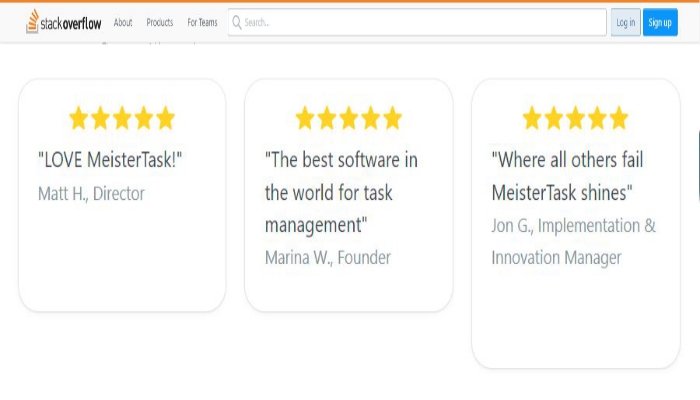 stackoverflow About Products For Teams Search... Log in Sign up
"LOVE MeisterTask!"
Matt H., Director
"The best software in
the world for task
management"
Marina W., Founder
"Where all others fail
MeisterTask shines"
Jon G., Implementation &
Innovation Manager